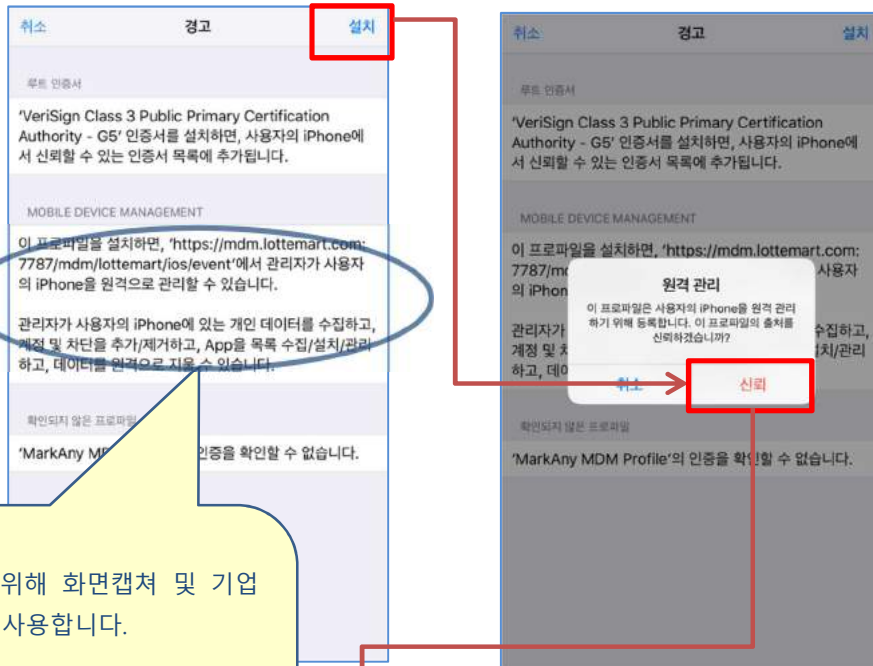 취소 경고 설치
루트 인증서
'VeriSign Class 3 Public Primary Certification
Authority - G5' 인증서를 설치하면, 사용자의 iPhone에
서 신뢰할 수 있는 인증서 목록에 추가됩니다.
MOBILE DEVICE MANAGEMENT
이 프로파일을 설치하면, 'https://mdm.lottemart.com:
7787/mdm/lottemart/ios/event'에서 관리자가 사용자
의 iPhone을 원격으로 관리할 수 있습니다.
관리자가 사용자의 iPhone에 있는 개인 데이터를 수집하고,
계정 및 차단을 추가/제거하고, App을 목록 수집/설치/관리
하고, 데이터를 원격으로 지울 수 있습니다.
확인되지 않은 프로파일
'MarkAny 인증을 확인할 수 없습니다.
위해 화면캡쳐 및 기업
사용합니다.
취소 경고 설치
루트 인증서
'VeriSign Class 3 Public Primary Certification
Authority - G5' 인증서를 설치하면, 사용자의 iPhone에
서 신뢰할 수 있는 인증서 목록에 추가됩니다.
MOBILE DEVICE MANAGEMENT
이 프로파일을 설치하면, 'https://mdm.lottemart.com:
7787/m 사용자
의 iPhon
관리자가 수집하고,
계정 및 설치/관리
하고, 데이
원격 관리
이 프로파일은 사용자의 iPhone을 원격 관리
하기 위해 등록합니다. 이 프로파일의 출처를
신뢰하겠습니까?
취소 신뢰
확인되지 않은 프로파일
'MarkAny MDM Profile'의 인증을 확인할 수 없습니다.